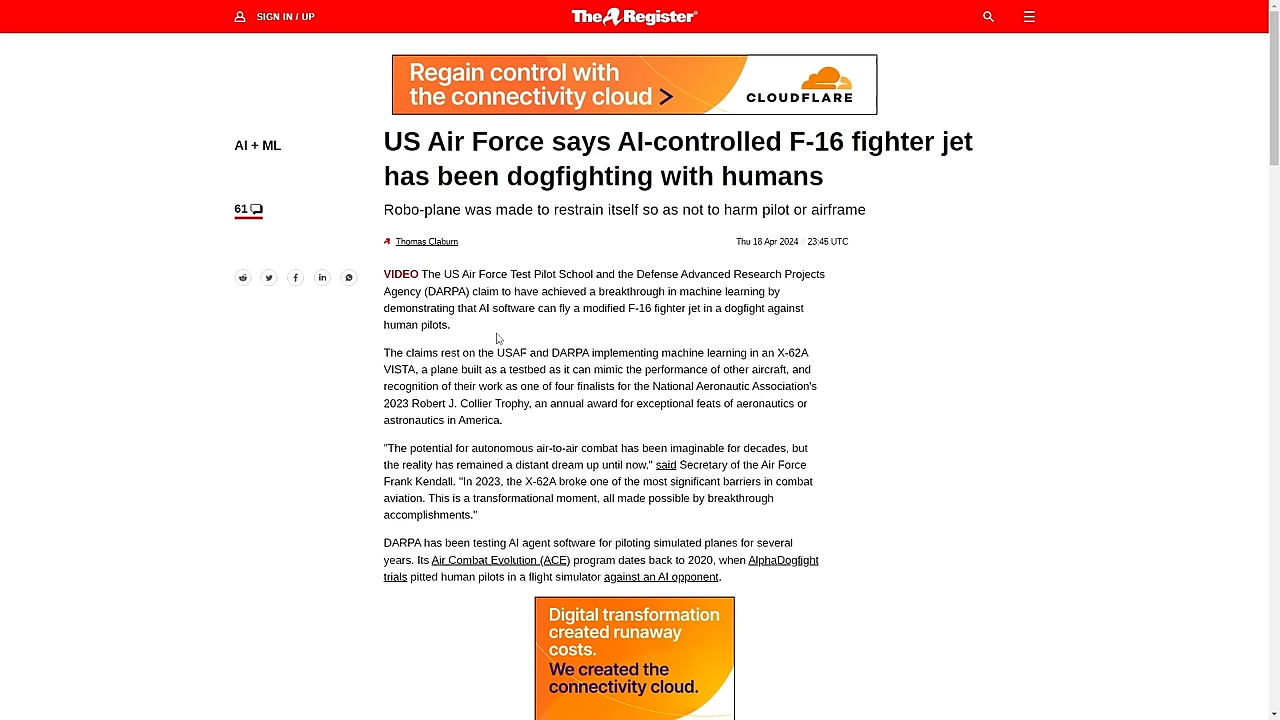 SIGN IN / UP
The Register®
Regain control with
the connectivity cloud >
CLOUDFLARE
AI + ML
US Air Force says AI-controlled F-16 fighter jet
has been dogfighting with humans
61
Robo-plane was made to restrain itself so as not to harm pilot or airframe
Thomas Claburn
Thu 18 Apr 2024 / 23:45 UTC
VIDEO The US Air Force Test Pilot School and the Defense Advanced Research Projects
Agency (DARPA) claim to have achieved a breakthrough in machine learning by
demonstrating that AI software can fly a modified F-16 fighter jet in a dogfight against
human pilots.
The claims rest on the USAF and DARPA implementing machine learning in an X-62A
VISTA, a plane built as a testbed as it can mimic the performance of other aircraft, and
recognition of their work as one of four finalists for the National Aeronautic Association's
2023 Robert J. Collier Trophy, an annual award for exceptional feats of aeronautics or
astronautics in America.
"The potential for autonomous air-to-air combat has been imaginable for decades, but
the reality has remained a distant dream up until now," said Secretary of the Air Force
Frank Kendall. "In 2023, the X-62A broke one of the most significant barriers in combat
aviation. This is a transformational moment, all made possible by breakthrough
accomplishments."
DARPA has been testing AI agent software for piloting simulated planes for several
years. Its Air Combat Evolution (ACE) program dates back to 2020, when AlphaDogfight
trials pitted human pilots in a flight simulator against an AI opponent.
Digital transformation
created runaway
costs.
We created the
connectivity cloud.